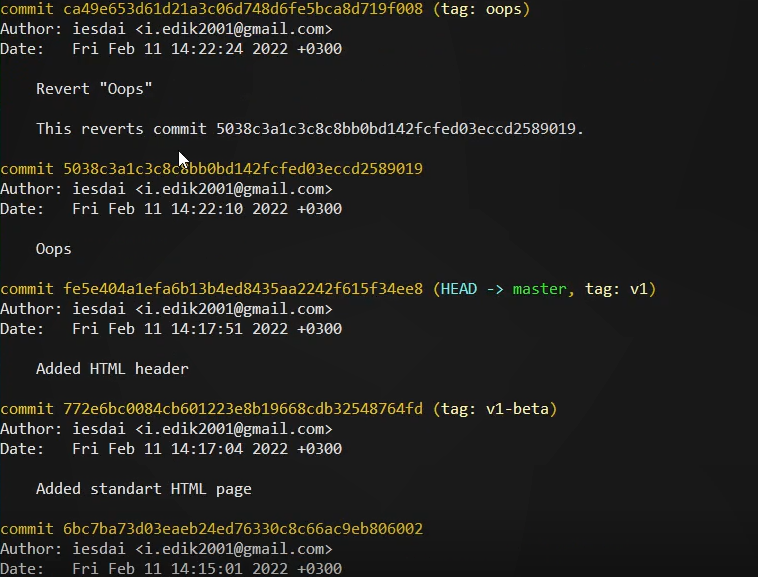 commit ca49e653d61d21a3c06d748d6fe5bca8d719f008 (tag: oops)
Author: iesdai <i.edik2001@gmail.com>
Date:   Fri Feb 11 14:22:24 2022 +0300
Revert "Oops"
This reverts commit 5038c3a1c3c8c8bb0bd142fcfed03eccd2589019.
commit 5038c3a1c3c8c8bb0bd142fcfed03eccd2589019
Author: iesdai <i.edik2001@gmail.com>
Date:   Fri Feb 11 14:22:10 2022 +0300
Oops
commit fe5e404a1efa6b13b4ed8435aa2242f615f34ee8 (HEAD -> master, tag: v1)
Author: iesdai <i.edik2001@gmail.com>
Date:   Fri Feb 11 14:17:51 2022 +0300
Added HTML header
commit 772e6bc0084cb601223e8b19668cdb32548764fd (tag: v1-beta)
Author: iesdai <i.edik2001@gmail.com>
Date:   Fri Feb 11 14:17:04 2022 +0300
Added standart HTML page
commit 6bc7ba73d03eaeb24ed76330c8c66ac9eb806002
Author: iesdai <i.edik2001@gmail.com>
Date:   Fri Feb 11 14:15:01 2022 +0300